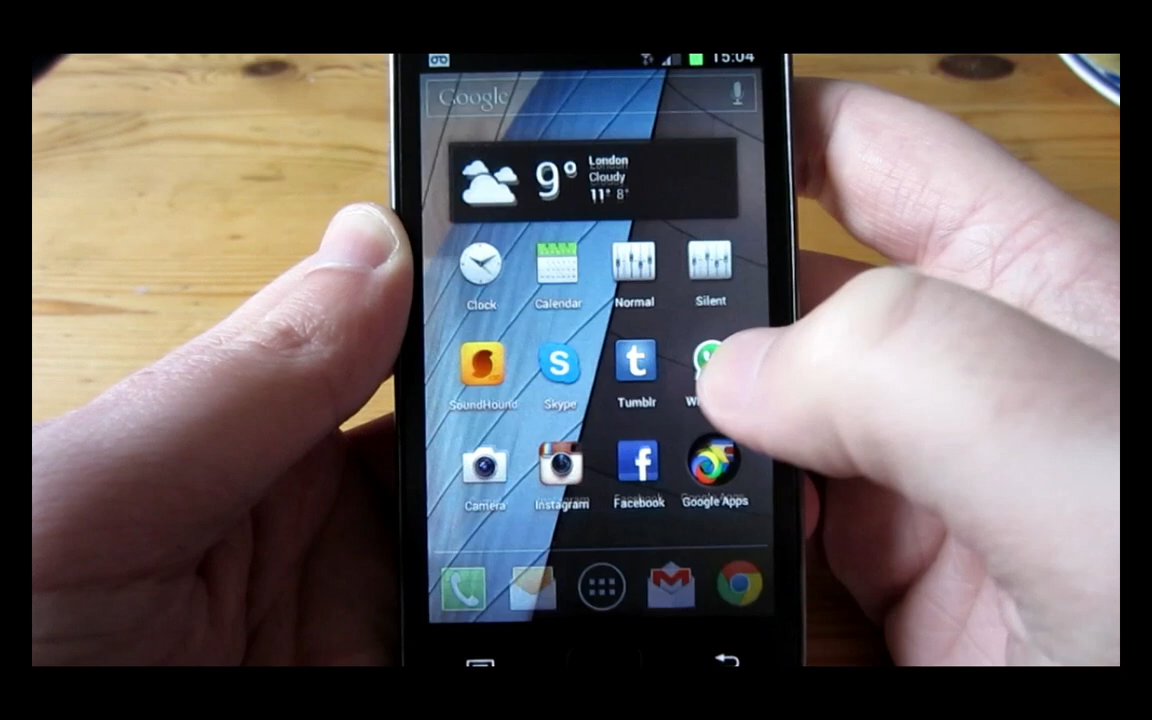 15:04
Google
9° London
Cloudy
11° 8°
Clock Calendar Normal Silent
SoundHound Skype Tumblr
Camera Instagram Facebook Google Apps